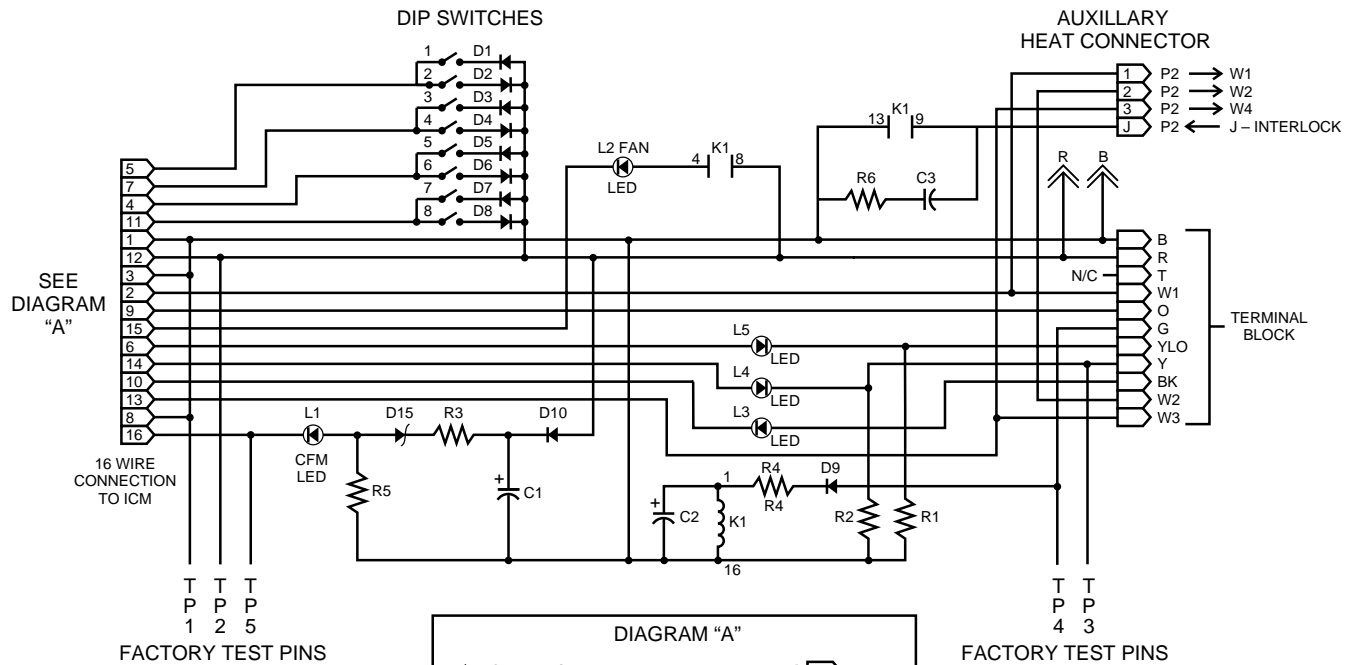 DIP SWITCHES
AUXILLARY
HEAT CONNECTOR
1 D1
2 D2
3 D3
4 D4
5 D5
6 D6
7 D7
8 D8
1 P2 W1
2 P2 W2
3 P2 W4
J P2 J – INTERLOCK
13 K1 9
R6 C3
L2 FAN
LED
4 K1 8
R B
SEE
DIAGRAM
“A”
5
7
4
11
1
12
3
2
9
15
6
14
10
13
8
16
16 WIRE
CONNECTION
TO ICM
B
R
N/C T
W1
O
G
YLO
Y
BK
W2
W3
TERMINAL
BLOCK
L5
LED
L4
LED
L3
LED
L1
CFM
LED
D15 R3 D10
R5
C1
1
R4 D9
R4
C2
K1
16
R2 R1
TP1
TP2
TP5
FACTORY TEST PINS
TP4
TP3
FACTORY TEST PINS
DIAGRAM “A”